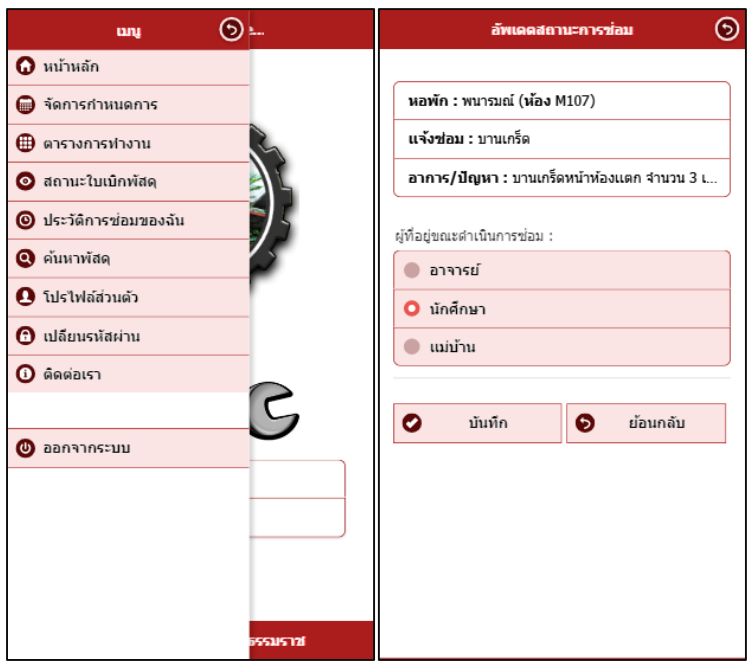 เมนู
...
หน้าหลัก
จัดการกำหนดการ
ตารางการทำงาน
สถานะใบเบิกพัสดุ
ประวัติการซ่อมของฉัน
ค้นหาพัสดุ
โปรไฟล์ส่วนตัว
เปลี่ยนรหัสผ่าน
ติดต่อเรา
ออกจากระบบ
ธรรมราช
อัพเดตสถานะการซ่อม
หอพัก : พนารมณ์ (ห้อง M107)
แจ้งซ่อม : บานเกร็ด
อาการ/ปัญหา : บานเกร็ดหน้าห้องแตก จำนวน 3 เ...
ผู้ที่อยู่ขณะดำเนินการซ่อม :
อาจารย์
นักศึกษา
แม่บ้าน
บันทึก
ย้อนกลับ